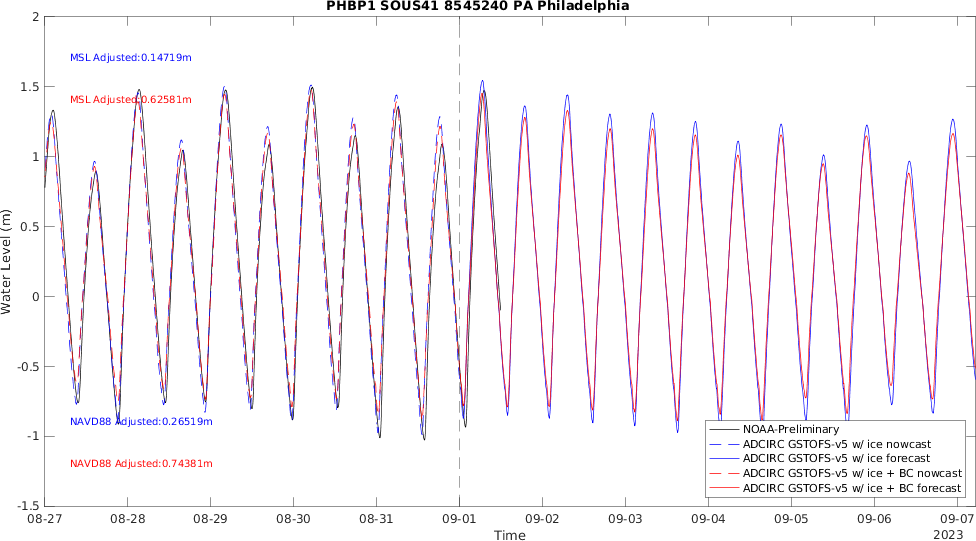 PHBP1 SOUS41 8545240 PA Philadelphia
2
1.5
1
0.5
0
-0.5
-1
-1.5
Water Level (m)
MSL Adjusted:0.14719m
MSL Adjusted:0.62581m
NAVD88 Adjusted:0.26519m
NAVD88 Adjusted:0.74381m
NOAA-Preliminary
ADCIRC GSTOFS-v5 w/ ice nowcast
ADCIRC GSTOFS-v5 w/ ice forecast
ADCIRC GSTOFS-v5 w/ ice + BC nowcast
ADCIRC GSTOFS-v5 w/ ice + BC forecast
08-27 08-28 08-29 08-30 08-31 09-01 09-02 09-03 09-04 09-05 09-06 09-07
Time
2023